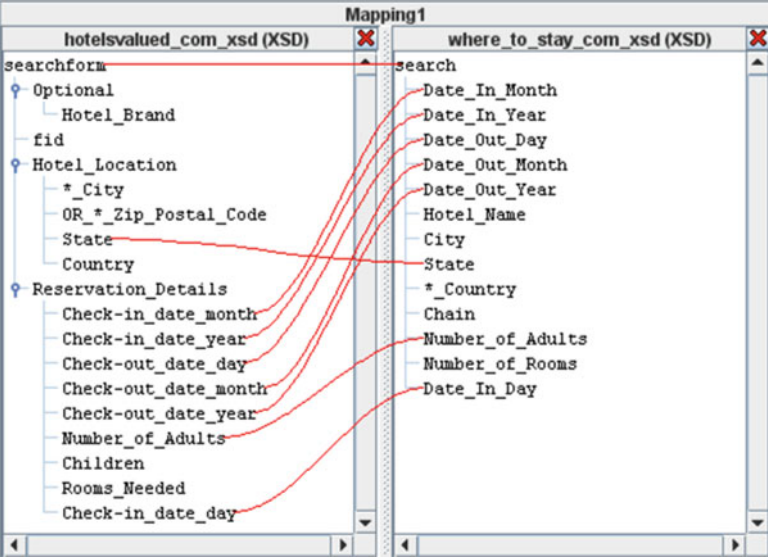 Mapping1
hotelsvalued_com_xsd (XSD)
searchform
Optional
Hotel_Brand
fid
Hotel_Location
*_City
OR_*_Zip_Postal_Code
State
Country
Reservation_Details
Check-in_date_month
Check-in_date_year
Check-out_date_day
Check-out_date_month
Check-out_date_year
Number_of_Adults
Children
Rooms_Needed
Check-in_date_day
where_to_stay_com_xsd (XSD)
search
Date_In_Month
Date_In_Year
Date_Out_Day
Date_Out_Month
Date_Out_Year
Hotel_Name
City
State
*_Country
Chain
Number_of_Adults
Number_of_Rooms
Date_In_Day